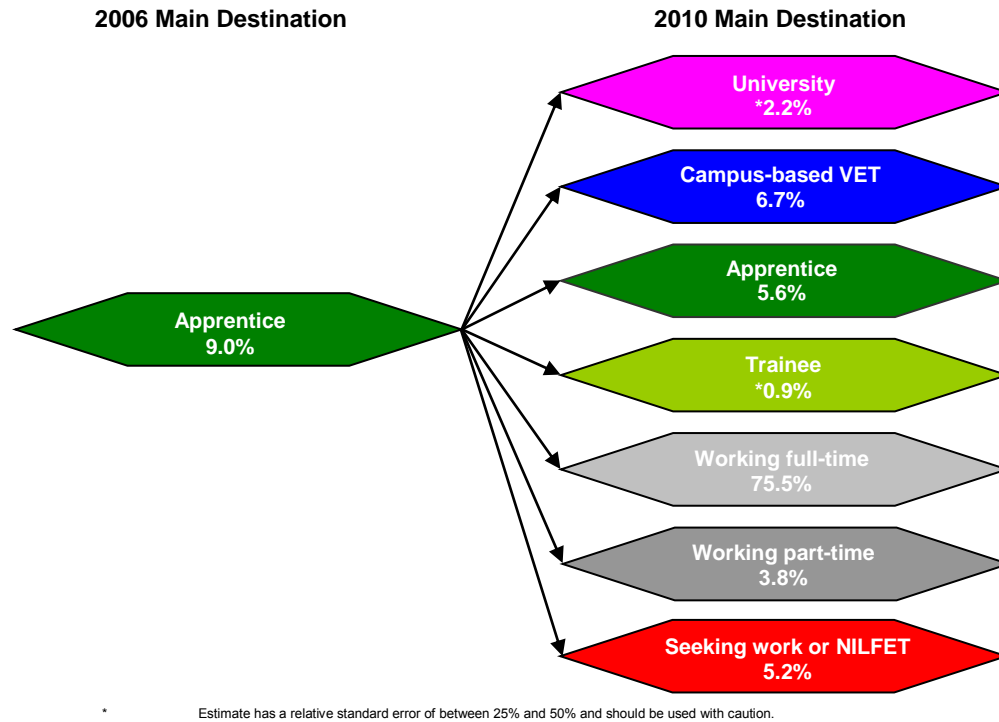 2006 Main Destination
2010 Main Destination
University
*2.2%
Campus-based VET
6.7%
Apprentice
5.6%
Apprentice
9.0%
Trainee
*0.9%
Working full-time
75.5%
Working part-time
3.8%
Seeking work or NILFET
5.2%
* Estimate has a relative standard error of between 25% and 50% and should be used with caution.